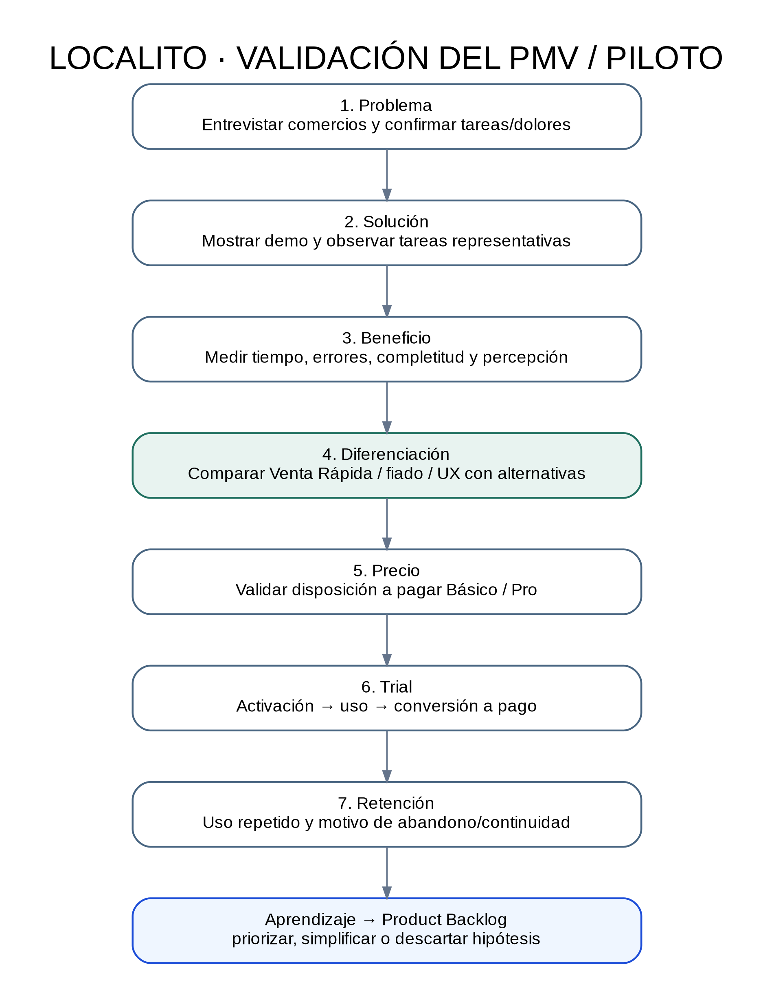 LOCALITO · VALIDACIÓN DEL PMV / PILOTO
1. Problema
Entrevistar comercios y confirmar tareas/dolores
2. Solución
Mostrar demo y observar tareas representativas
3. Beneficio
Medir tiempo, errores, completitud y percepción
4. Diferenciación
Comparar Venta Rápida / fiado / UX con alternativas
5. Precio
Validar disposición a pagar Básico / Pro
6. Trial
Activación → uso → conversión a pago
7. Retención
Uso repetido y motivo de abandono/continuidad
Aprendizaje → Product Backlog
priorizar, simplificar o descartar hipótesis